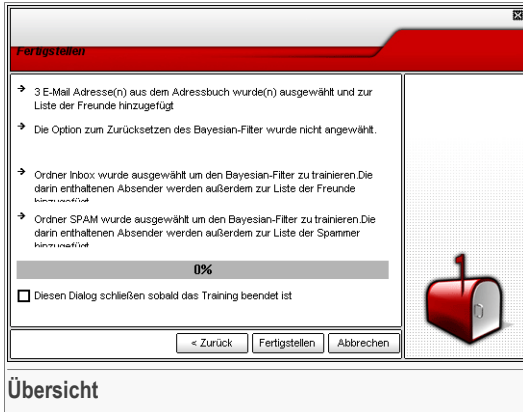 Fertigstellen
3 E-Mail Adresse(n) aus dem Adressbuch wurde(n) ausgewählt und zur
Liste der Freunde hinzugefügt
Die Option zum Zurücksetzen des Bayesian-Filter wurde nicht angewählt.
Ordner Inbox wurde ausgewählt um den Bayesian-Filter zu trainieren.Die
darin enthaltenen Absender werden außerdem zur Liste der Freunde
hinzugefügt
Ordner SPAM wurde ausgewählt um den Bayesian-Filter zu trainieren.Die
darin enthaltenen Absender werden außerdem zur Liste der Spammer
hinzugefügt
0%
Diesen Dialog schließen sobald das Training beendet ist
< Zurück
Fertigstellen
Abbrechen
Übersicht